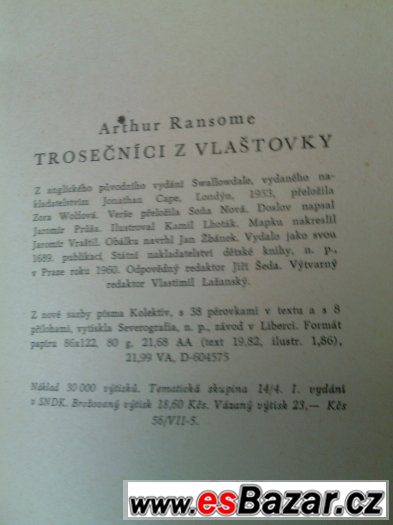 Arthur Ransome
TROSEČNÍCI Z VLAŠTOVKY
Z anglického původního vydání Swallowdale, vydaného na-
kladatelstvím Jonathan Cape, Londýn, 1953, přeložila
Zora Wolfová. Verše přeložila Soňa Nová. Doslov napsal
Jaromír Průša. Ilustroval Kamil Lhoták. Mapku nakreslil
Jaromír Vraštil. Obálku navrhl Jan Žbánek. Vydalo jako svou
1689. publikaci Státní nakladatelství dětské knihy, n. p.,
v Praze roku 1960. Odpovědný redaktor Jiří Šeda. Výtvarný
redaktor Vlastimil Lažanský.
Z nové sazby písma Kolektiv, s 38 pérovkami v textu a s 8
přílohami, vytiskla Severografia, n. p., závod v Liberci. Formát
papíru 86x122, 80 g. 21,68 AA (text 19,82, ilustr. 1,86),
21,99 VA, D-604575
Náklad 30 000 výtisků. Tematická skupina 14/4. I. vydání
v SNDK. Brožovaný výtisk 18,60 Kčs. Vázaný výtisk 23,— Kčs
56/VII-5.
www.esBazar.cz